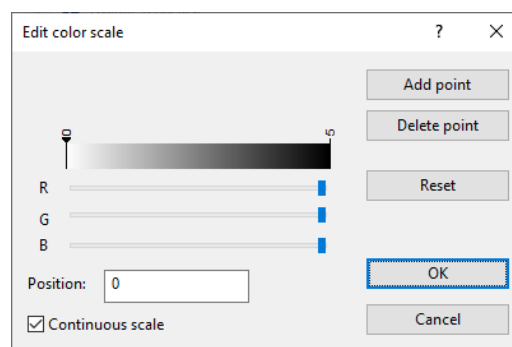 Edit color scale
?
Add point
Delete point
0
5
R
G
B
Reset
Position:
0
Continuous scale
OK
Cancel